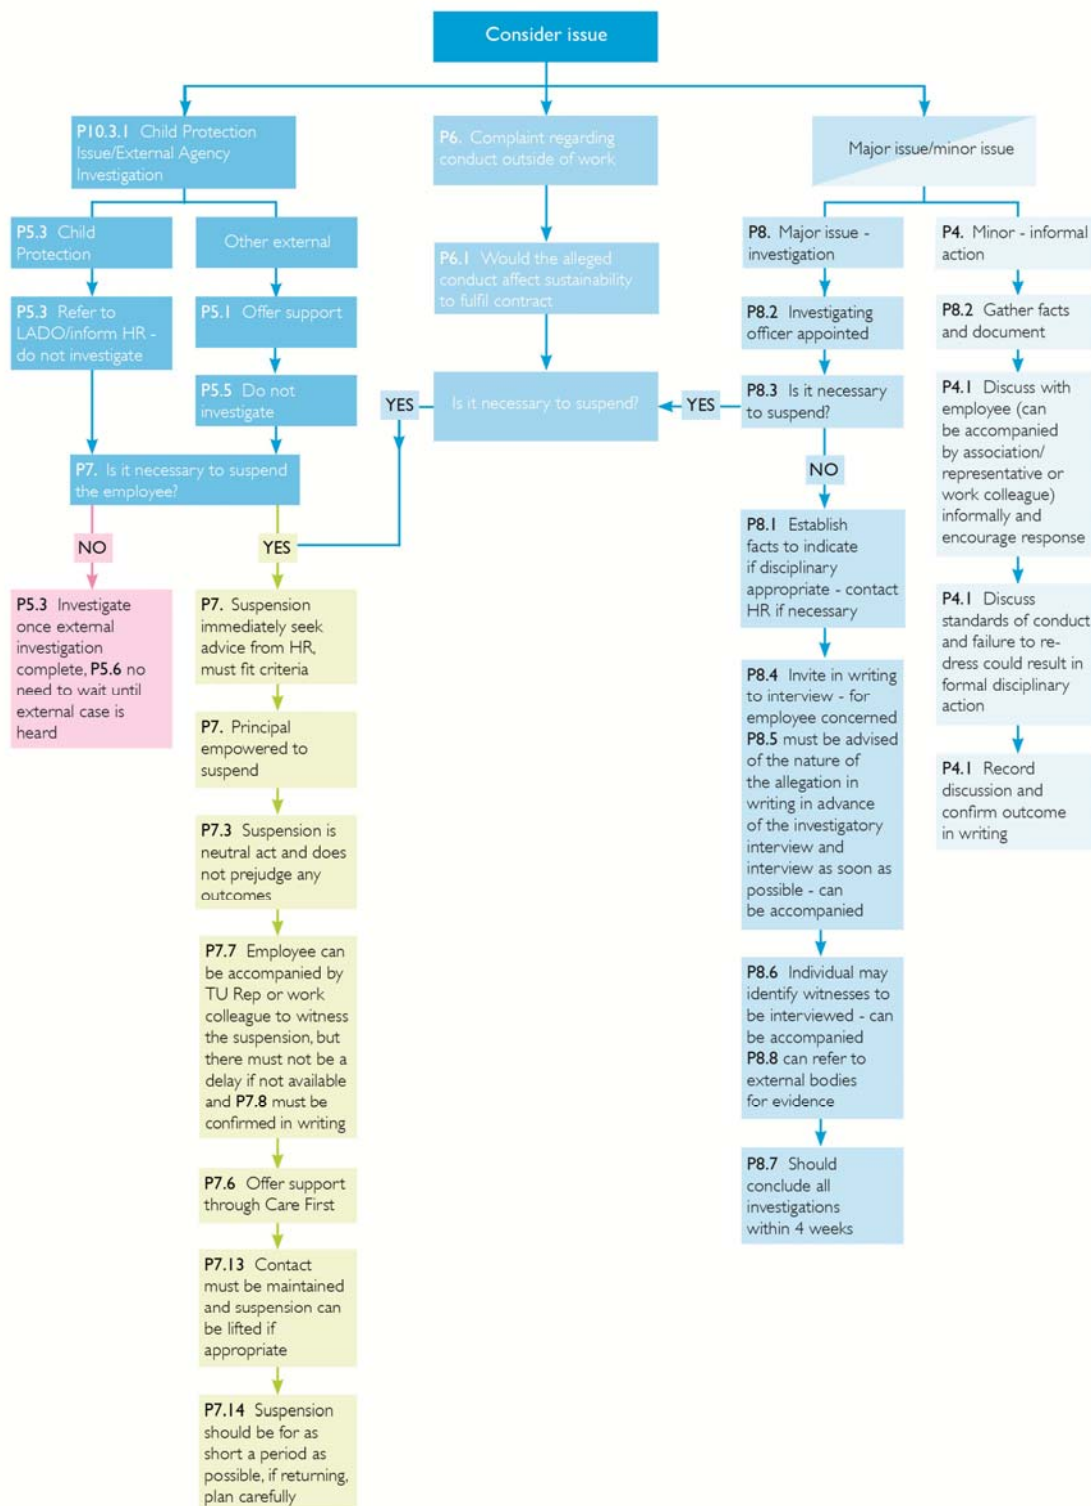 Consider issue
P10.3.1 Child Protection
Issue/External Agency
Investigation
P6. Complaint regarding
conduct outside of work
Major issue/minor issue
P5.3 Child
Protection
Other external
P6.1 Would the alleged
conduct affect sustainability
to fulfil contract
P8. Major issue -
investigation
P4. Minor - informal
action
P5.3 Refer to
LADO/inform HR -
do not investigate
P5.1 Offer support
P8.2 Investigating
officer appointed
P8.2 Gather facts
and document
P5.5 Do not
investigate
YES
Is it necessary to suspend?
YES
P8.3 Is it necessary
to suspend?
P4.1 Discuss with
employee (can
be accompanied
by association/
representative or
work colleague)
informally and
encourage response
P7. Is it necessary to suspend
the employee?
NO
NO
YES
P8.1 Establish
facts to indicate
if disciplinary
appropriate - contact
HR if necessary
P5.3 Investigate
once external
investigation
complete, P5.6 no
need to wait until
external case is
heard
P7. Suspension
immediately seek
advice from HR,
must fit criteria
P4.1 Discuss
standards of conduct
and failure to re-
dress could result in
formal disciplinary
action
P8.4 Invite in writing
to interview - for
employee concerned
P8.5 must be advised
of the nature of
the allegation in
writing in advance
of the investigatory
interview and
interview as soon as
possible - can
be accompanied
P7. Principal
empowered to
suspend
P4.1 Record
discussion and
confirm outcome
in writing
P7.3 Suspension is
neutral act and does
not prejudge any
outcomes
P7.7 Employee can
be accompanied by
TU Rep or work
colleague to witness
the suspension, but
there must not be a
delay if not available
and P7.8 must be
confirmed in writing
P8.6 Individual may
identify witnesses to
be interviewed - can
be accompanied
P8.8 can refer to
external bodies
for evidence
P8.7 Should
conclude all
investigations
within 4 weeks
P7.6 Offer support
through Care First
P7.13 Contact
must be maintained
and suspension can
be lifted if
appropriate
P7.14 Suspension
should be for as
short a period as
possible, if returning,
plan carefully